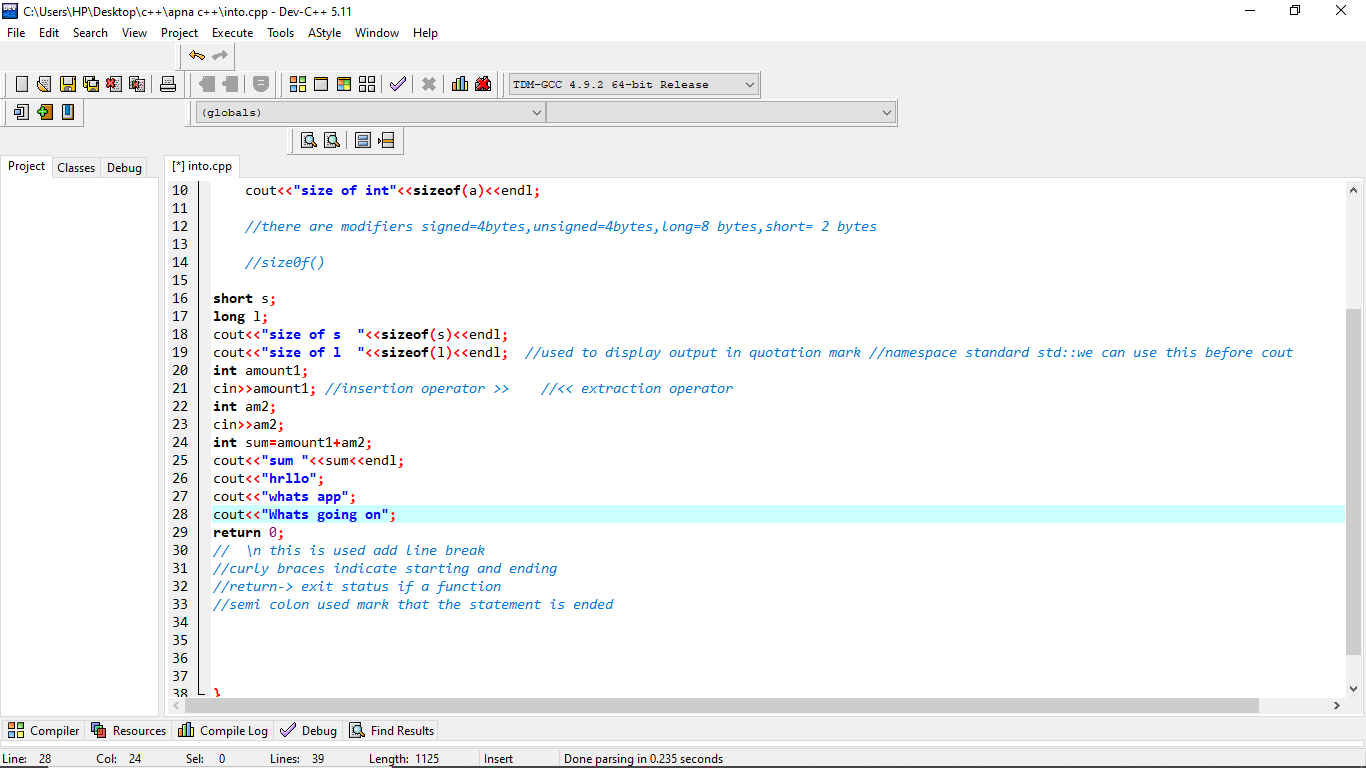 C:\Users\HP\Desktop\c++\apna c++\into.cpp - Dev-C++ 5.11
File Edit Search View Project Execute Tools AStyle Window Help
TDM-GCC 4.9.2 64-bit Release
(globals)
Project Classes Debug
[*] into.cpp
10 cout<<"size of int"<<sizeof(a)<<endl;
11
12 //there are modifiers signed=4bytes,unsigned=4bytes,long=8 bytes,short= 2 bytes
13
14 //size0f()
15
16 short s;
17 long l;
18 cout<<"size of s  "<<sizeof(s)<<endl;
19 cout<<"size of l  "<<sizeof(l)<<endl;  //used to display output in quotation mark //namespace standard std::we can use this before cout
20 int amount1;
21 cin>>amount1; //insertion operator >>    //<< extraction operator
22 int am2;
23 cin>>am2;
24 int sum=amount1+am2;
25 cout<<"sum "<<sum<<endl;
26 cout<<"hrllo";
27 cout<<"whats app";
28 cout<<"Whats going on";
29 return 0;
30 //  \n this is used add line break
31 //curly braces indicate starting and ending
32 //return-> exit status if a function
33 //semi colon used mark that the statement is ended
34
35
36
37
38 }
Compiler Resources Compile Log Debug Find Results
Line: 28 Col: 24 Sel: 0 Lines: 39 Length: 1125 Insert Done parsing in 0.235 seconds